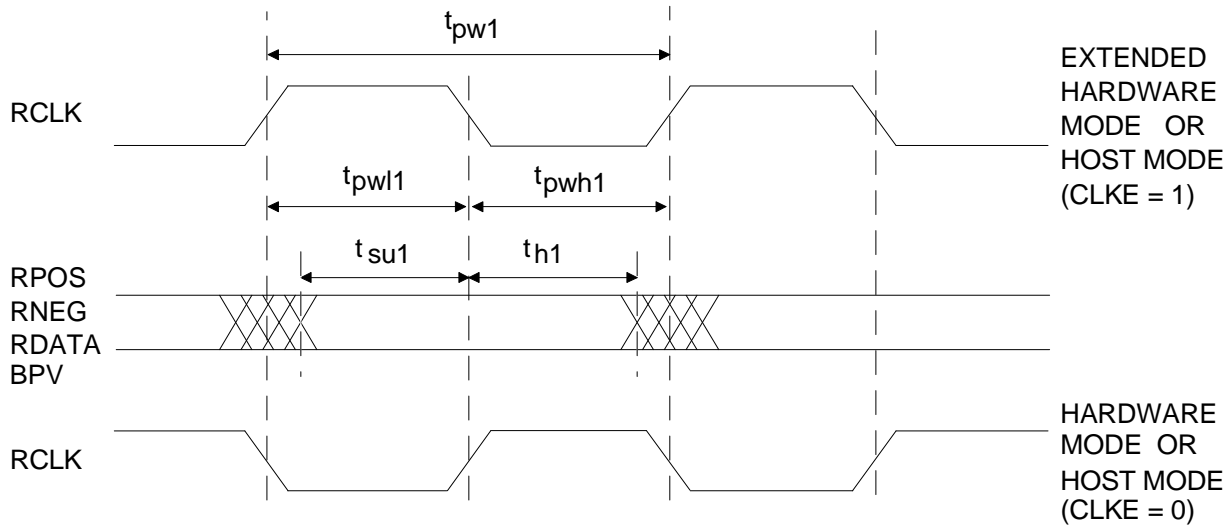 tpw1
RCLK
EXTENDED
HARDWARE
MODE OR
HOST MODE
(CLKE = 1)
tpwl1
tpwh1
tsu1
th1
RPOS
RNEG
RDATA
BPV
RCLK
HARDWARE
MODE OR
HOST MODE
(CLKE = 0)